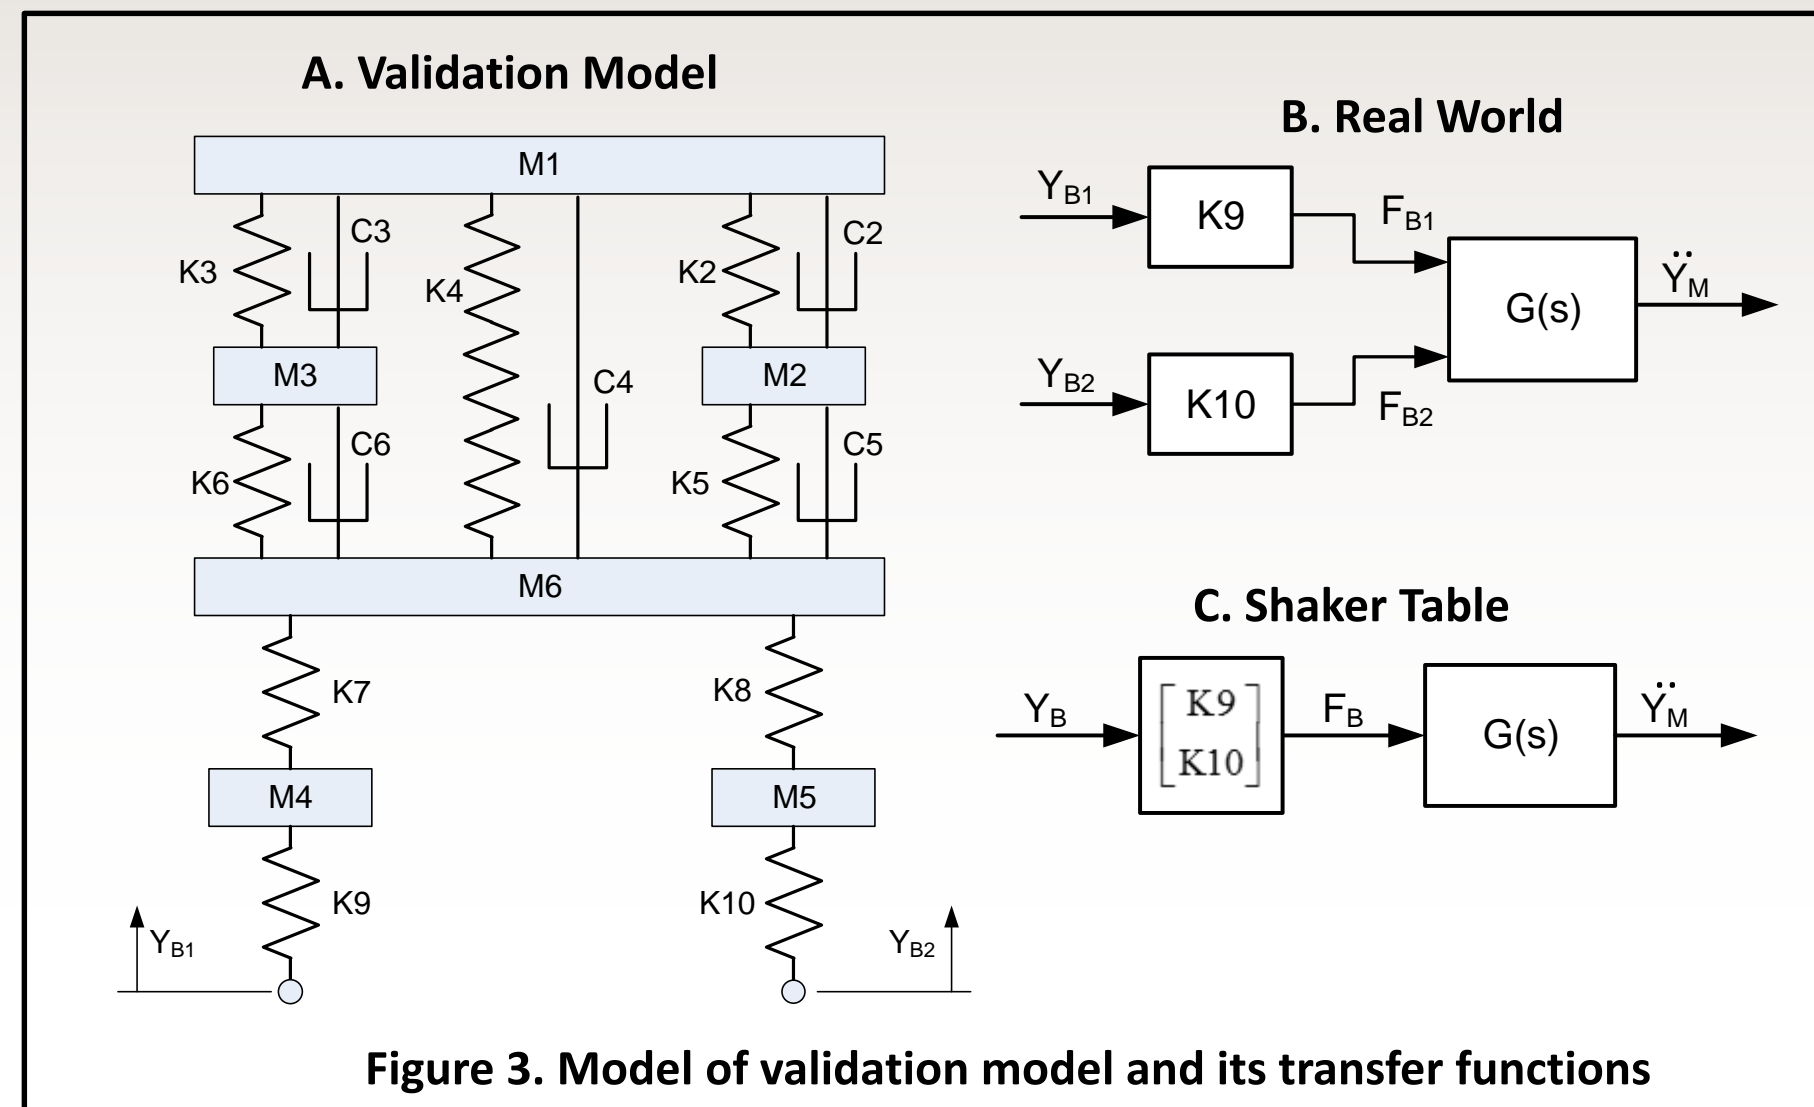 A. Validation Model
M1
K3
C3
K4
K2
C2
M3
C4
M2
K6
C6
K5
C5
M6
K7
K8
M4
M5
K9
K10
YB1
YB2
B. Real World
YB1
K9
FB1
G(s)
ŸM
YB2
K10
FB2
C. Shaker Table
YB
K9
K10
FB
G(s)
ŸM
Figure 3. Model of validation model and its transfer functions